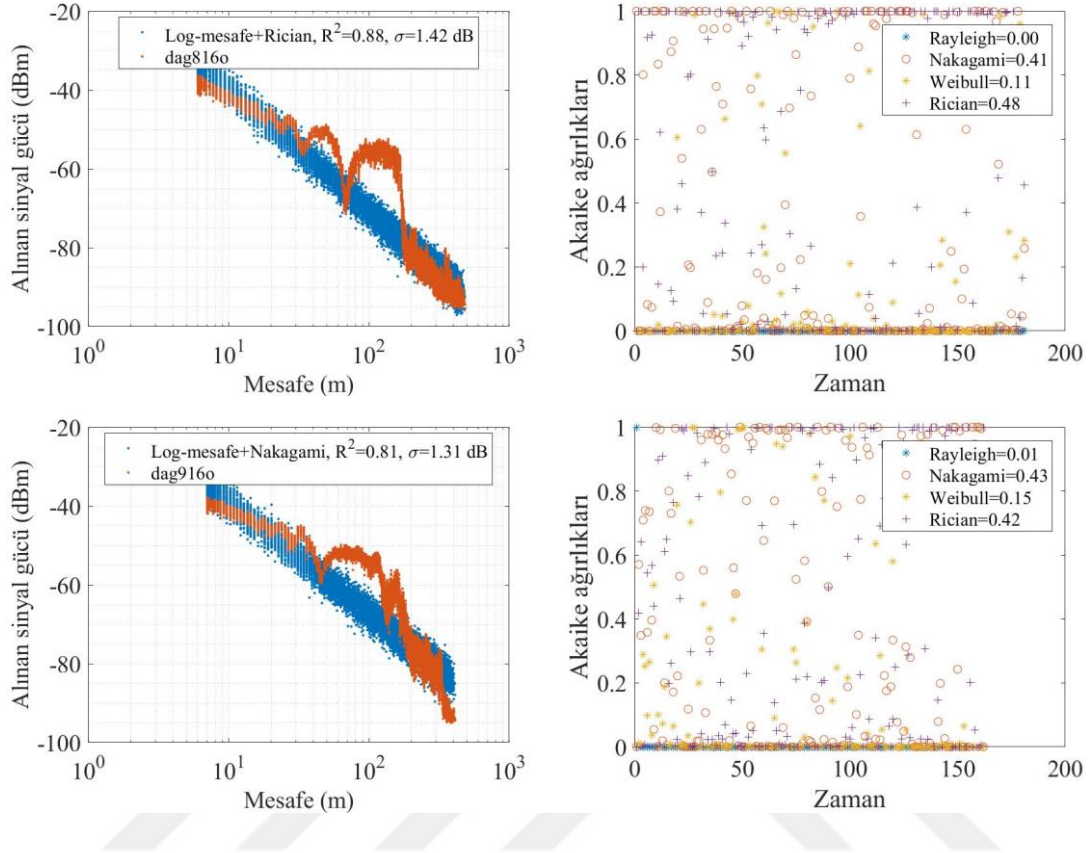 -20
-40
-60
-80
-100
Alınan sinyal gücü (dBm)
Log-mesafe+Rician, R²=0.88, σ=1.42 dB
dag816o
10⁰ 10¹ 10² 10³
Mesafe (m)
1
0.8
0.6
0.4
0.2
0
Akaike ağırlıkları
Rayleigh=0.00
Nakagami=0.41
Weibull=0.11
Rician=0.48
0 50 100 150 200
Zaman
-20
-40
-60
-80
-100
Alınan sinyal gücü (dBm)
Log-mesafe+Nakagami, R²=0.81, σ=1.31 dB
dag916o
10⁰ 10¹ 10² 10³
Mesafe (m)
1
0.8
0.6
0.4
0.2
0
Akaike ağırlıkları
Rayleigh=0.01
Nakagami=0.43
Weibull=0.15
Rician=0.42
0 50 100 150 200
Zaman